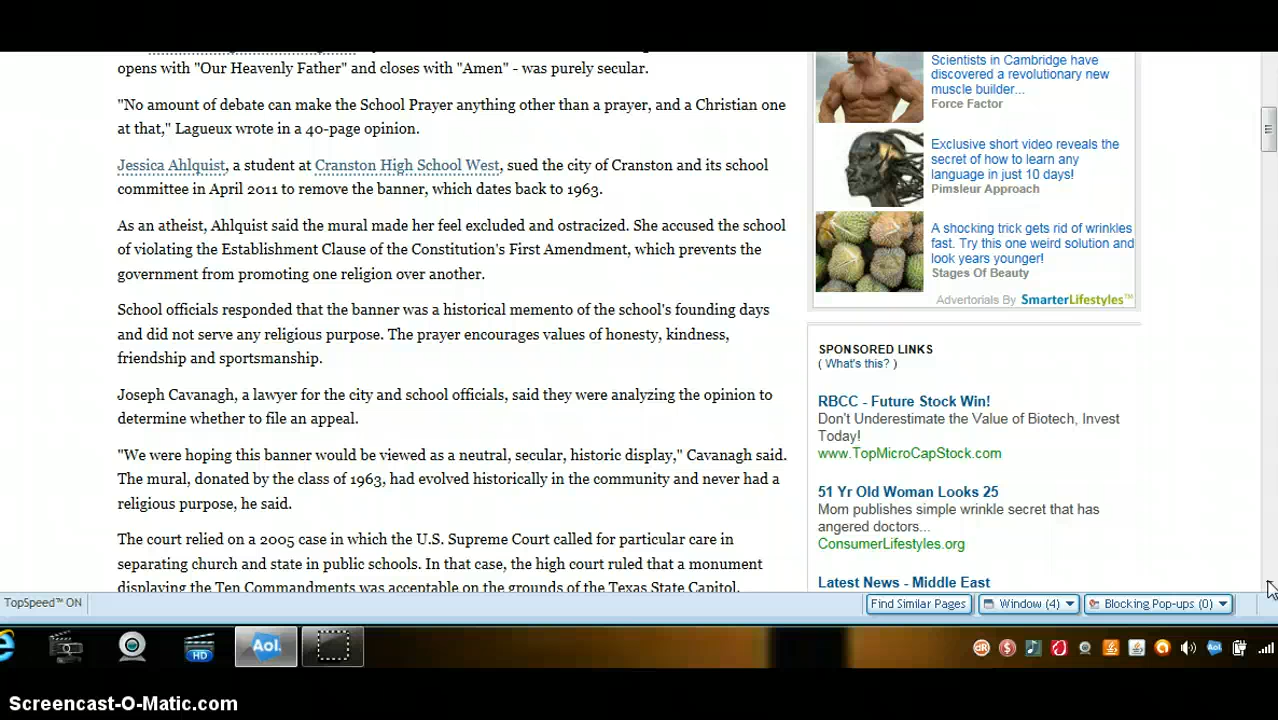 opens with "Our Heavenly Father" and closes with "Amen" - was purely secular.
"No amount of debate can make the School Prayer anything other than a prayer, and a Christian one
at that," Lagueux wrote in a 40-page opinion.
Jessica Ahlquist, a student at Cranston High School West, sued the city of Cranston and its school
committee in April 2011 to remove the banner, which dates back to 1963.
As an atheist, Ahlquist said the mural made her feel excluded and ostracized. She accused the school
of violating the Establishment Clause of the Constitution's First Amendment, which prevents the
government from promoting one religion over another.
School officials responded that the banner was a historical memento of the school's founding days
and did not serve any religious purpose. The prayer encourages values of honesty, kindness,
friendship and sportsmanship.
Joseph Cavanagh, a lawyer for the city and school officials, said they were analyzing the opinion to
determine whether to file an appeal.
"We were hoping this banner would be viewed as a neutral, secular, historic display," Cavanagh said.
The mural, donated by the class of 1963, had evolved historically in the community and never had a
religious purpose, he said.
The court relied on a 2005 case in which the U.S. Supreme Court called for particular care in
separating church and state in public schools. In that case, the high court ruled that a monument
displaying the Ten Commandments was acceptable on the grounds of the Texas State Capitol.
Scientists in Cambridge have
discovered a revolutionary new
muscle builder...
Force Factor
Exclusive short video reveals the
secret of how to learn any
language in just 10 days!
Pimsleur Approach
A shocking trick gets rid of wrinkles
fast. Try this one weird solution and
look years younger!
Stages Of Beauty
Advertorials By SmarterLifestyles™
SPONSORED LINKS
( What's this? )
RBCC - Future Stock Win!
Don't Underestimate the Value of Biotech, Invest
Today!
www.TopMicroCapStock.com
51 Yr Old Woman Looks 25
Mom publishes simple wrinkle secret that has
angered doctors...
ConsumerLifestyles.org
Latest News - Middle East
TopSpeed™ ON
Find Similar Pages
Window (4)
Blocking Pop-ups (0)
HD
Aol.
dR
Screencast-O-Matic.com